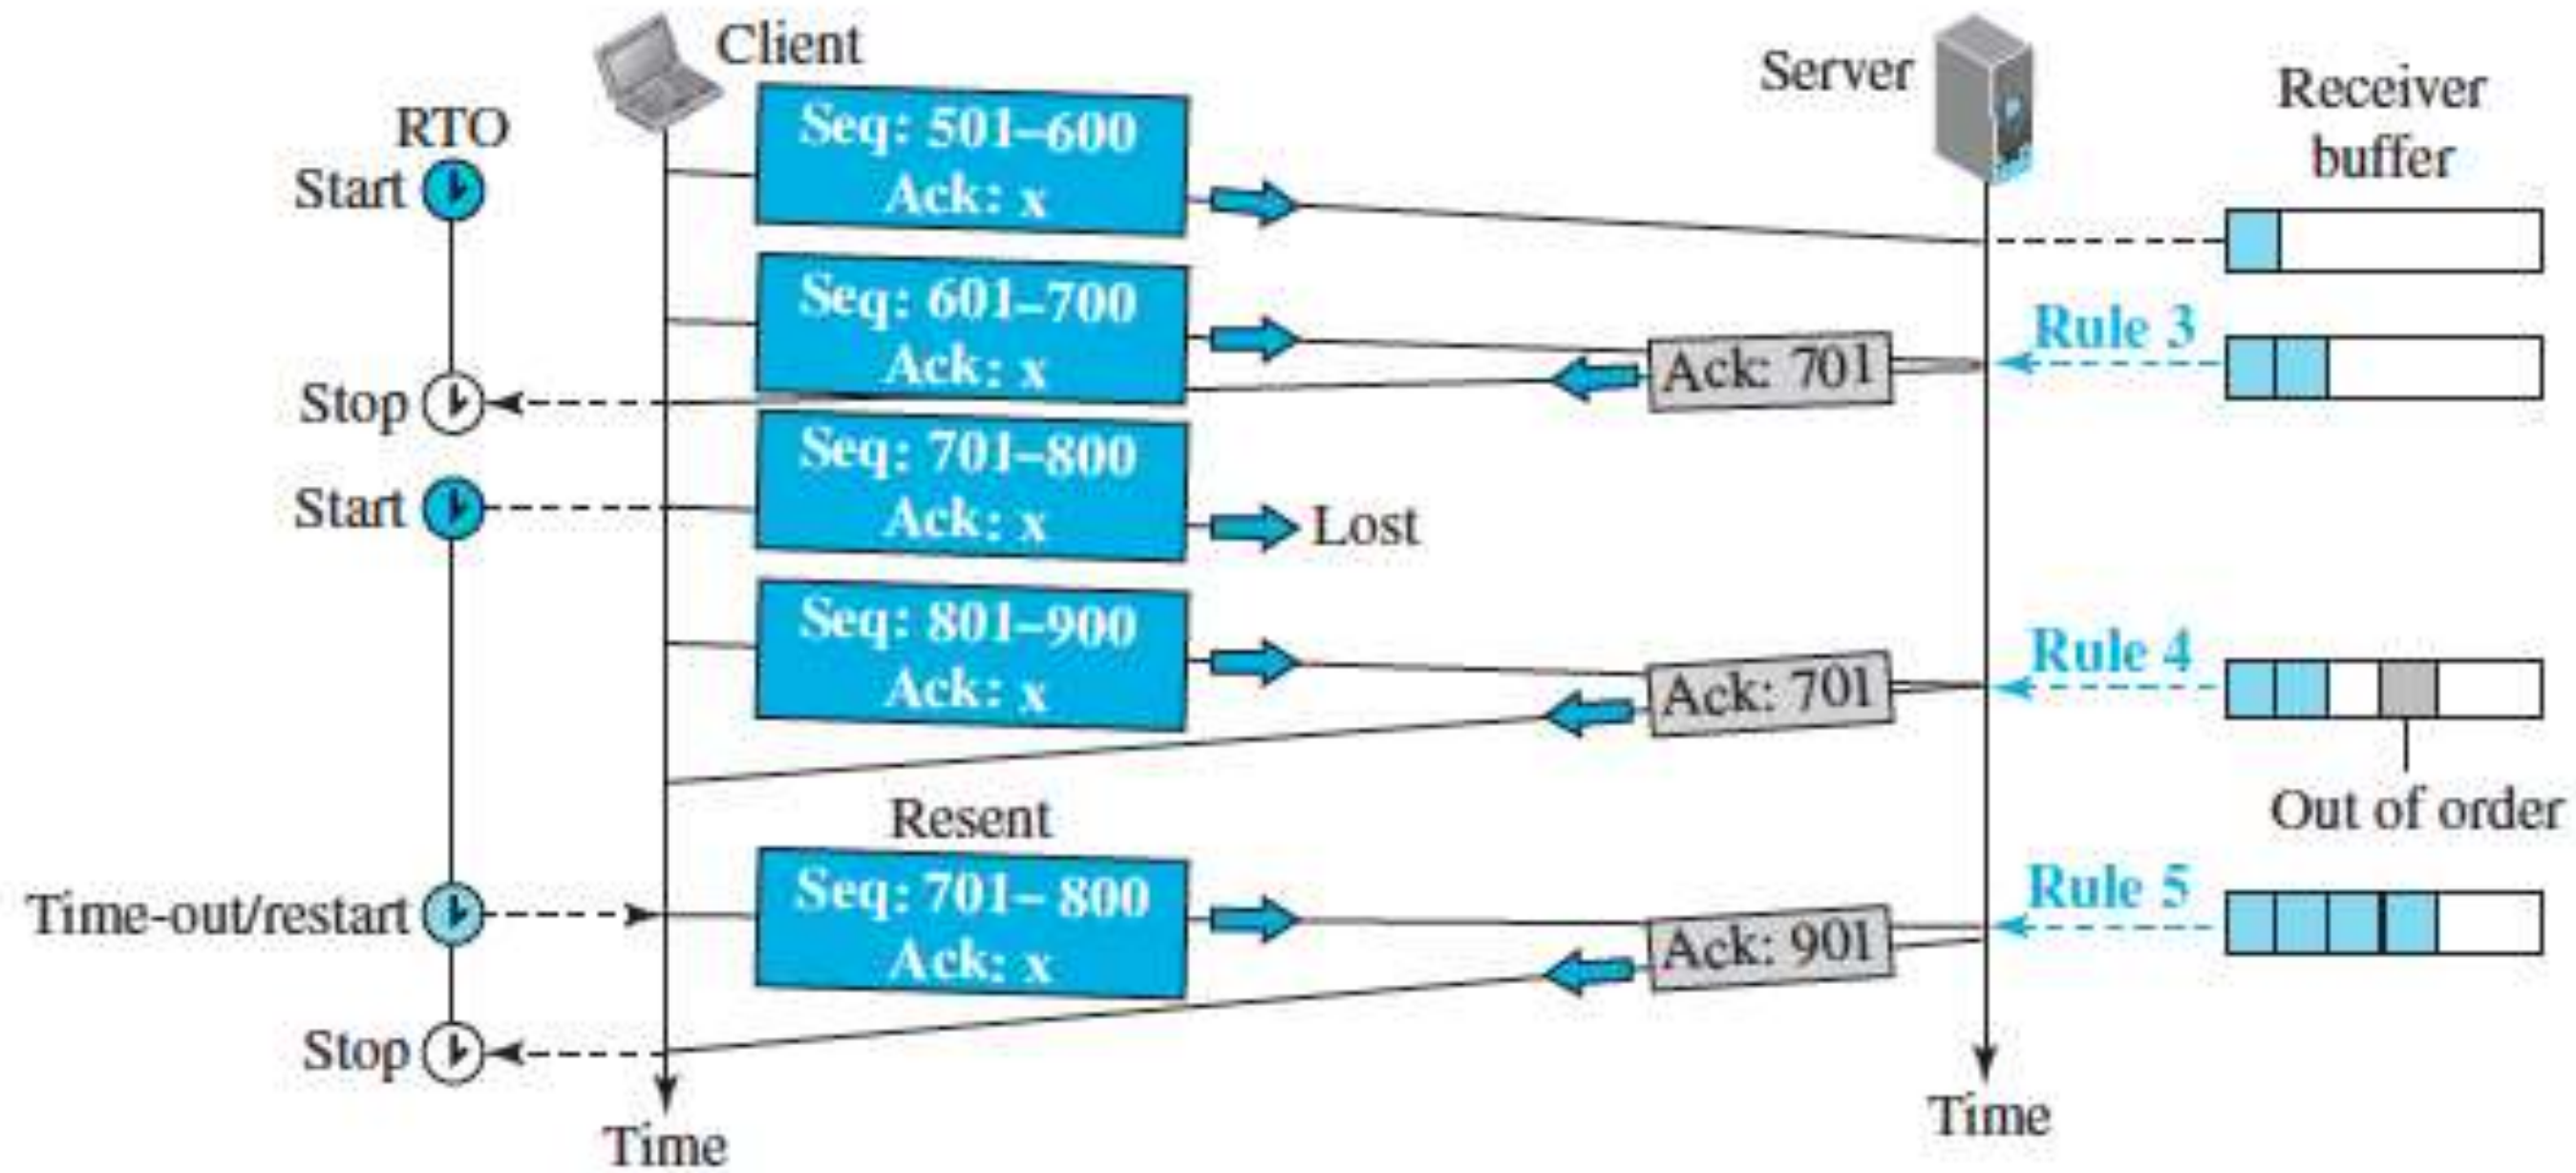 Client
Server
Receiver
buffer
RTO
Start
Seq: 501–600
Ack: x
Seq: 601–700
Ack: x
Rule 3
Ack: 701
Stop
Seq: 701–800
Ack: x
Start
Lost
Seq: 801–900
Ack: x
Rule 4
Ack: 701
Out of order
Resent
Seq: 701– 800
Ack: x
Rule 5
Time-out/restart
Ack: 901
Stop
Time
Time